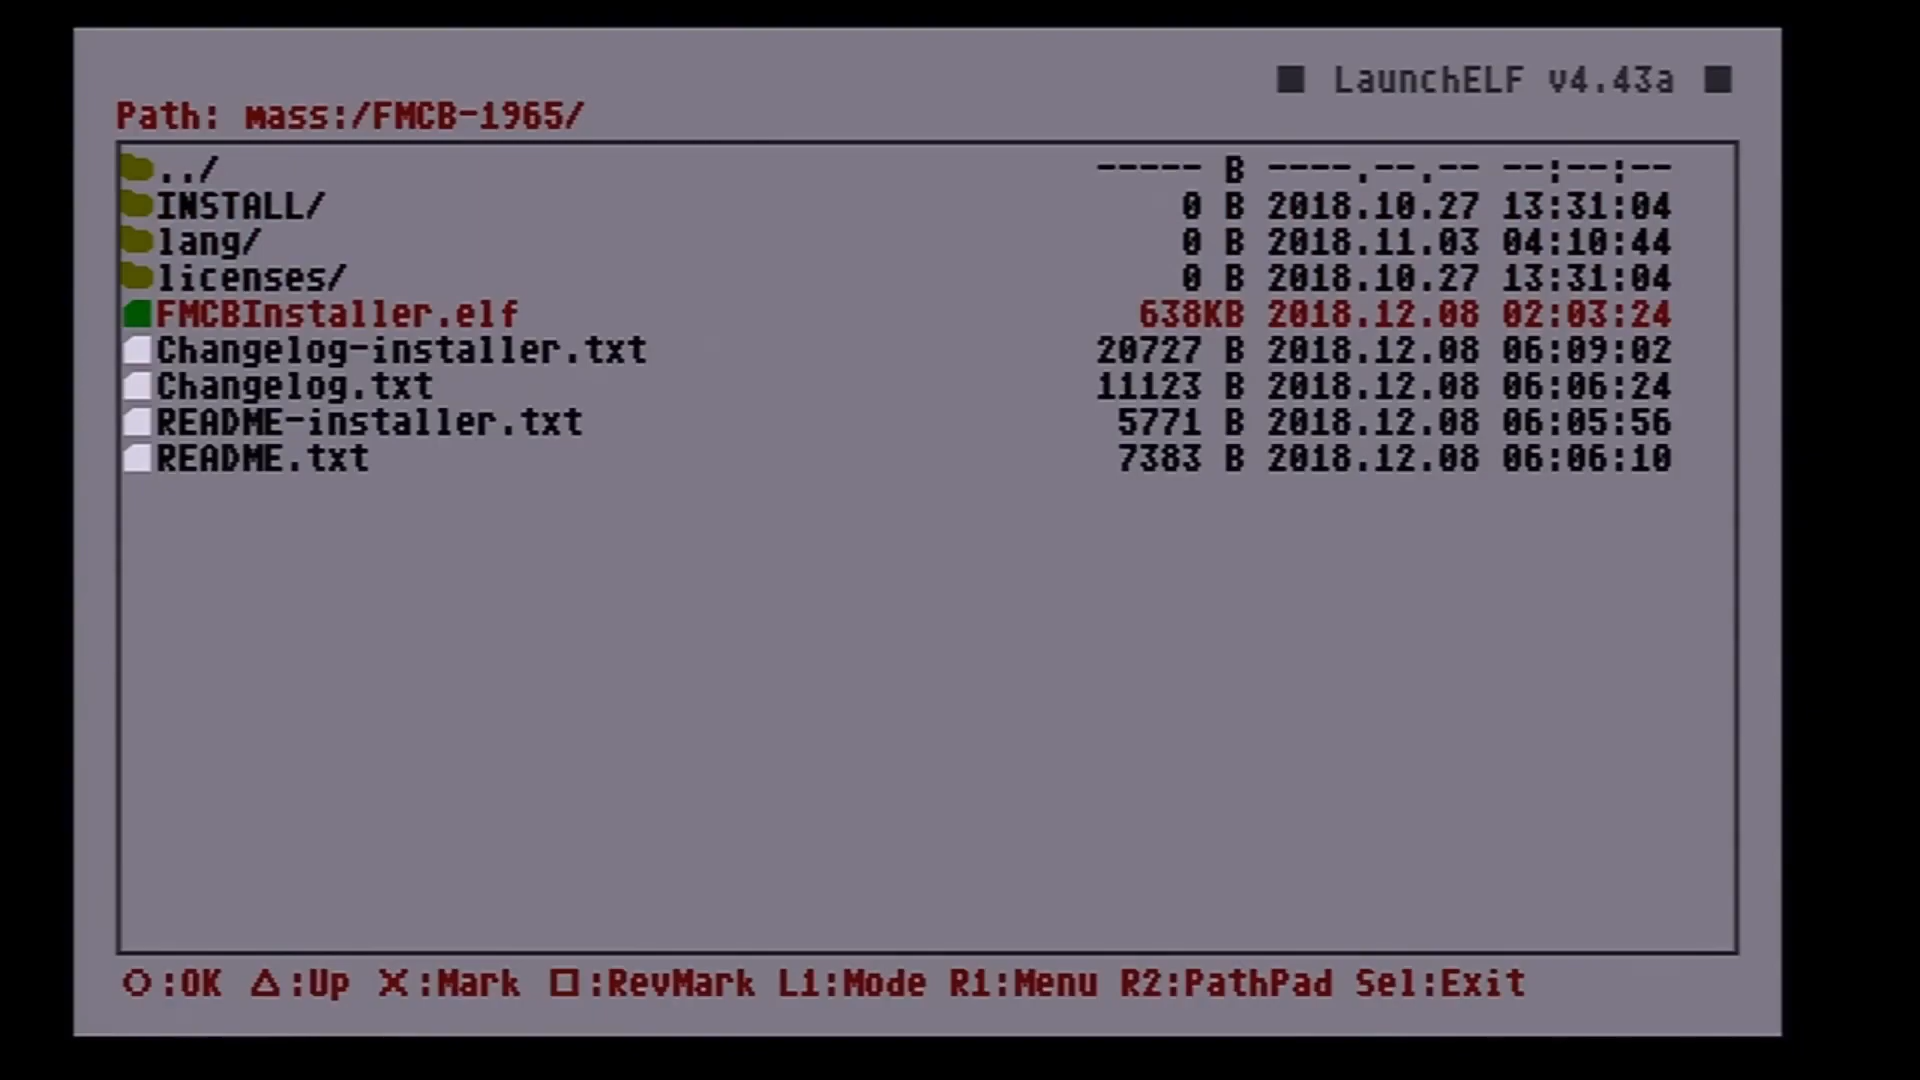 ■ LaunchELF v4.43a ■
Path: mass:/FMCB-1965/
../ ----- B ----.--.-- --:--:--
INSTALL/ 0 B 2018.10.27 13:31:04
lang/ 0 B 2018.11.03 04:10:44
licenses/ 0 B 2018.10.27 13:31:04
FMCBInstaller.elf 638KB 2018.12.08 02:03:24
Changelog-installer.txt 20727 B 2018.12.08 06:09:02
Changelog.txt 11123 B 2018.12.08 06:06:24
README-installer.txt 5771 B 2018.12.08 06:05:56
README.txt 7383 B 2018.12.08 06:06:10
○:OK △:Up ×:Mark □:RevMark L1:Mode R1:Menu R2:PathPad Sel:Exit